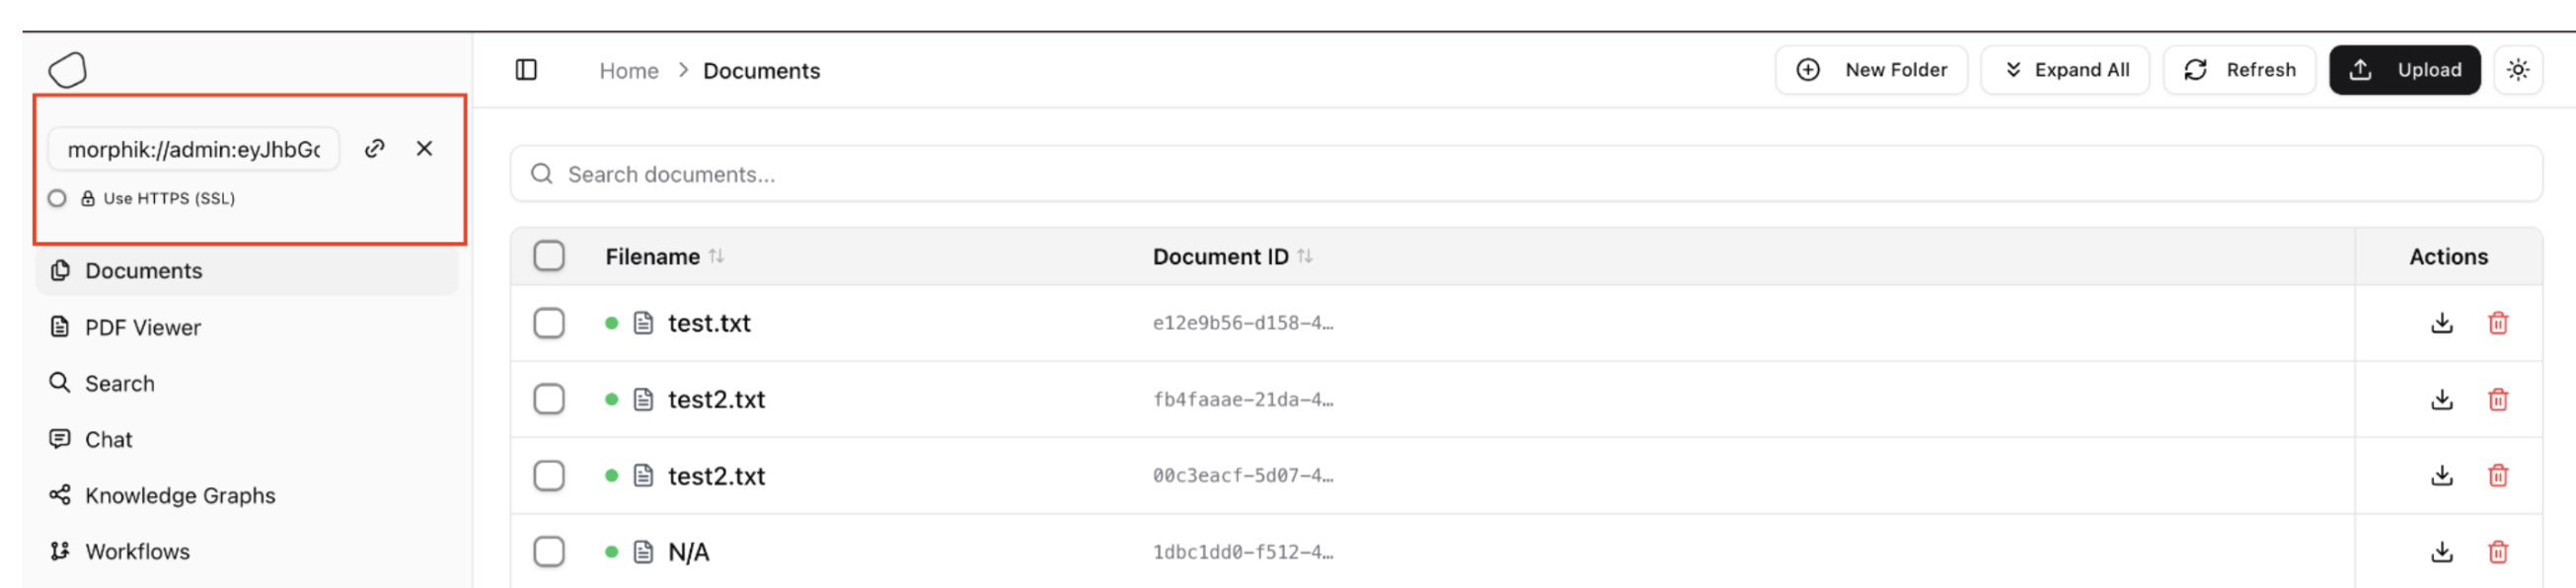 Home > Documents
New Folder
Expand All
Refresh
Upload
morphik://admin:eyJhbGc
Use HTTPS (SSL)
Documents
PDF Viewer
Search
Chat
Knowledge Graphs
Workflows
Search documents...
Filename Document ID Actions
test.txt e12e9b56-d158-4…
test2.txt fb4faaae-21da-4…
test2.txt 00c3eacf-5d07-4…
N/A 1dbc1dd0-f512-4…